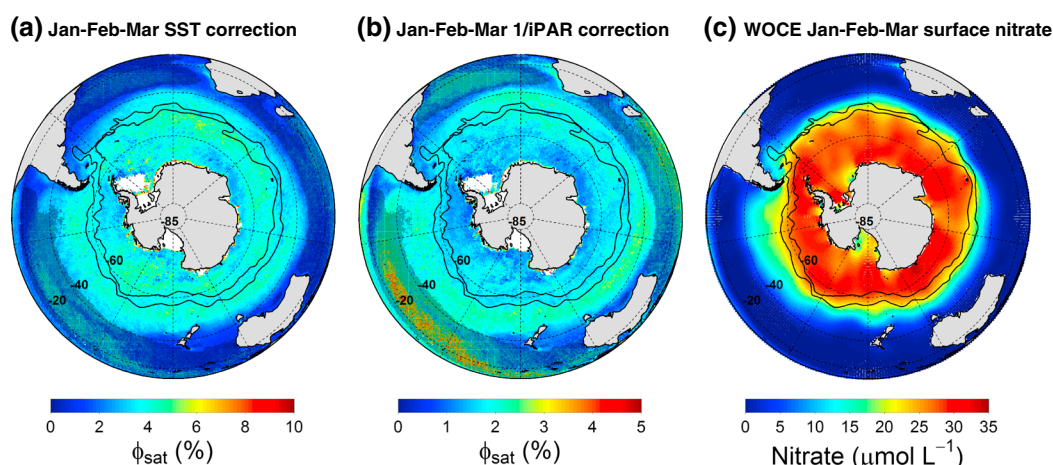 (a) Jan-Feb-Mar SST correction
(b) Jan-Feb-Mar 1/iPAR correction
(c) WOCE Jan-Feb-Mar surface nitrate
-85
-60
-40
-20
-85
-60
-40
-20
-85
-60
-40
-20
0 2 4 6 8 10
ϕsat (%)
0 1 2 3 4 5
ϕsat (%)
0 5 10 15 20 25 30 35
Nitrate (μmol L⁻¹)